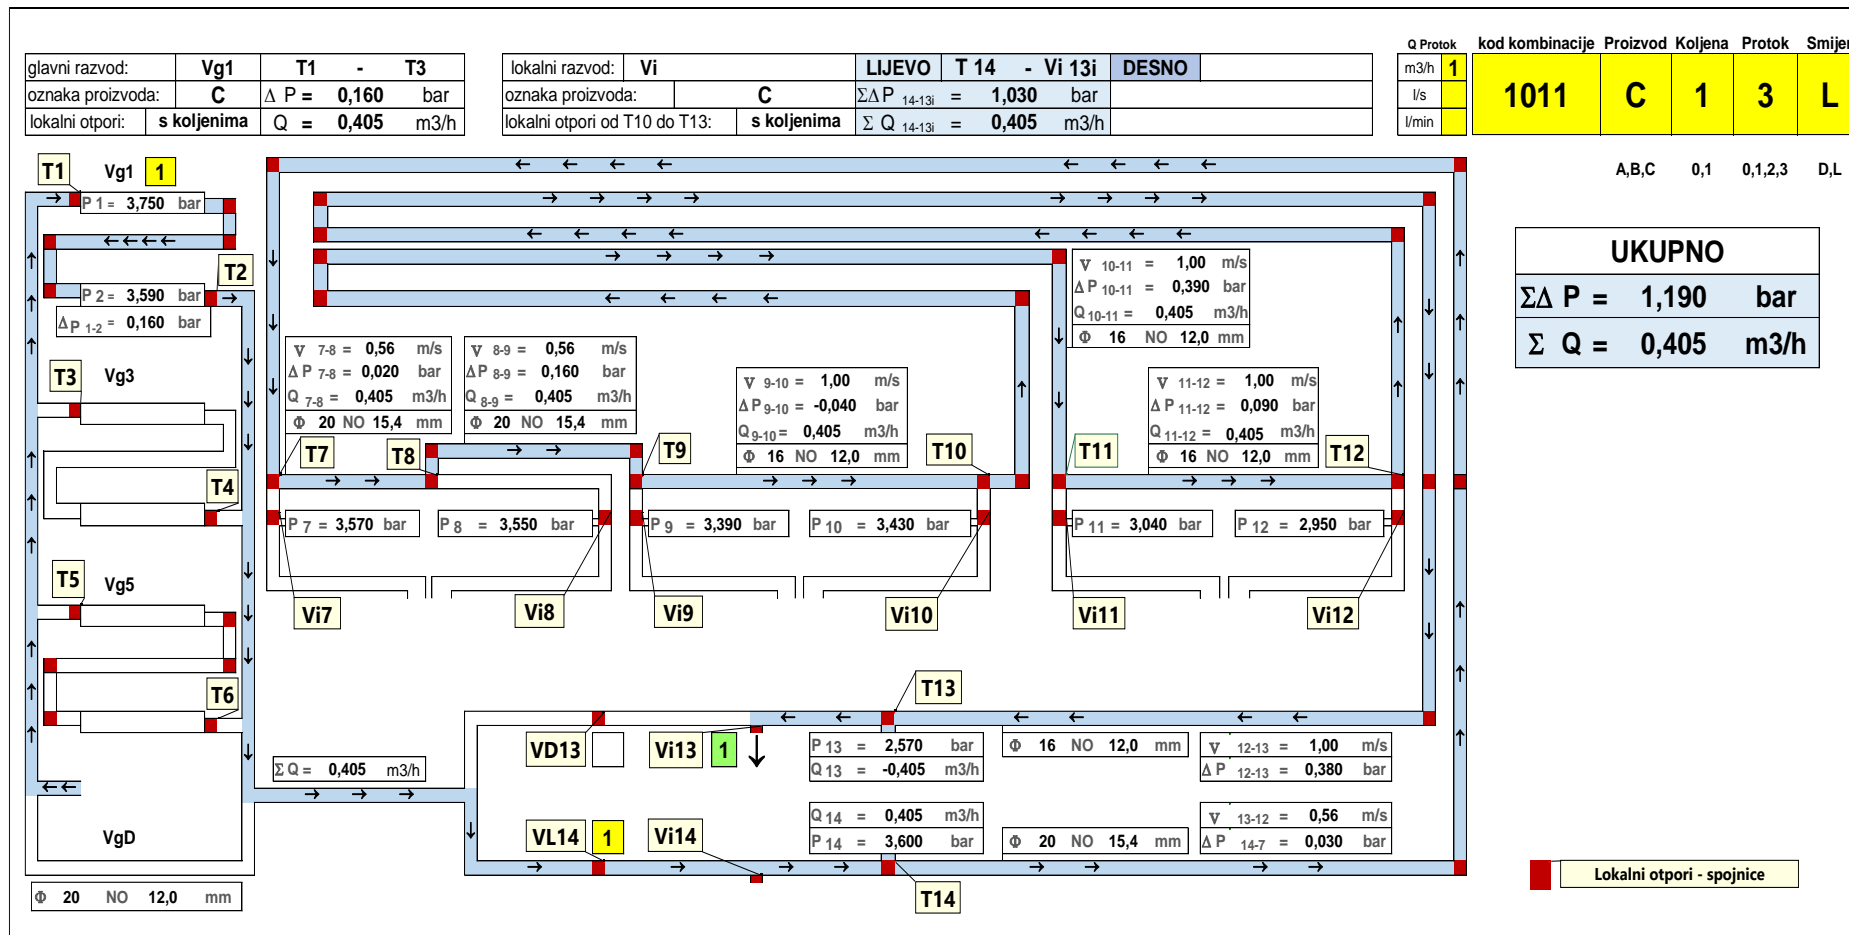 Q Protok kod kombinacije Proizvod Koljena Protok Smijer
glavni razvod: Vg1 T1 - T3
oznaka proizvoda: C Δ P = 0,160 bar
lokalni otpori: s koljenima Q = 0,405 m3/h
lokalni razvod: Vi LIJEVO T 14 - Vi 13i DESNO
oznaka proizvoda: C ΣΔP 14-13i = 1,030 bar
lokalni otpori od T10 do T13: s koljenima Σ Q 14-13i = 0,405 m3/h
m3/h 1
l/s
l/min
1011 C 1 3 L
A,B,C 0,1 0,1,2,3 D,L
UKUPNO
ΣΔ P = 1,190 bar
Σ Q = 0,405 m3/h
T1 Vg1 1
P 1 = 3,750 bar
T2
P 2 = 3,590 bar
Δ P 1-2 = 0,160 bar
T3 Vg3
T4
T5 Vg5
T6
VgD
Φ 20 NO 12,0 mm
V 7-8 = 0,56 m/s
Δ P 7-8 = 0,020 bar
Q 7-8 = 0,405 m3/h
Φ 20 NO 15,4 mm
V 8-9 = 0,56 m/s
Δ P 8-9 = 0,160 bar
Q 8-9 = 0,405 m3/h
Φ 20 NO 15,4 mm
V 9-10 = 1,00 m/s
Δ P 9-10 = -0,040 bar
Q 9-10 = 0,405 m3/h
Φ 16 NO 12,0 mm
V 10-11 = 1,00 m/s
Δ P 10-11 = 0,390 bar
Q 10-11 = 0,405 m3/h
Φ 16 NO 12,0 mm
V 11-12 = 1,00 m/s
Δ P 11-12 = 0,090 bar
Q 11-12 = 0,405 m3/h
Φ 16 NO 12,0 mm
T7 T8 T9 T10 T11 T12
P 7 = 3,570 bar
P 8 = 3,550 bar
P 9 = 3,390 bar
P 10 = 3,430 bar
P 11 = 3,040 bar
P 12 = 2,950 bar
Vi7 Vi8 Vi9 Vi10 Vi11 Vi12
T13
VD13 Vi13 1
P 13 = 2,570 bar
Q 13 = -0,405 m3/h
Φ 16 NO 12,0 mm
V 12-13 = 1,00 m/s
Δ P 12-13 = 0,380 bar
Σ Q = 0,405 m3/h
VL14 1 Vi14
Q 14 = 0,405 m3/h
P 14 = 3,600 bar
Φ 20 NO 15,4 mm
V 13-12 = 0,56 m/s
Δ P 14-7 = 0,030 bar
T14
Lokalni otpori - spojnice